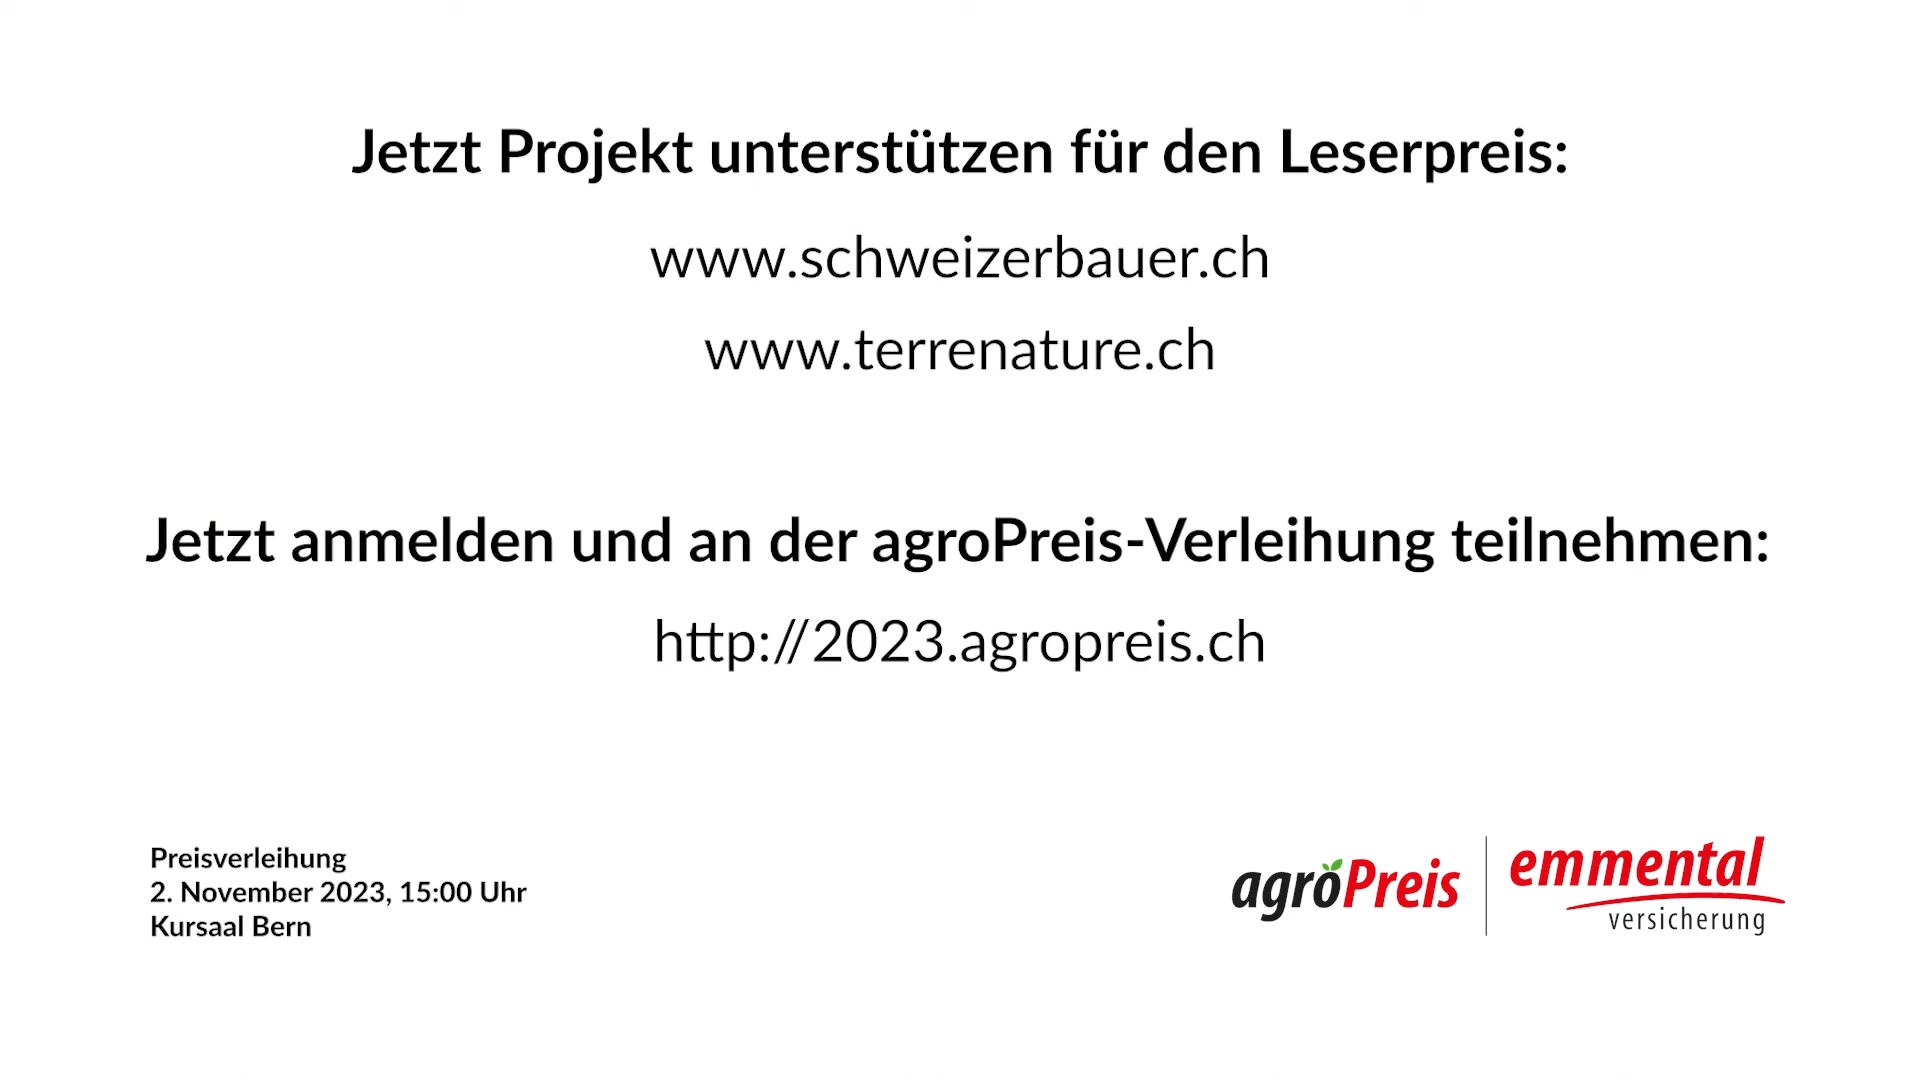 Jetzt Projekt unterstützen für den Leserpreis:
www.schweizerbauer.ch
www.terrenature.ch
Jetzt anmelden und an der agroPreis-Verleihung teilnehmen:
http://2023.agropreis.ch
Preisverleihung
2. November 2023, 15:00 Uhr
Kursaal Bern
agroPreis
emmental
versicherung